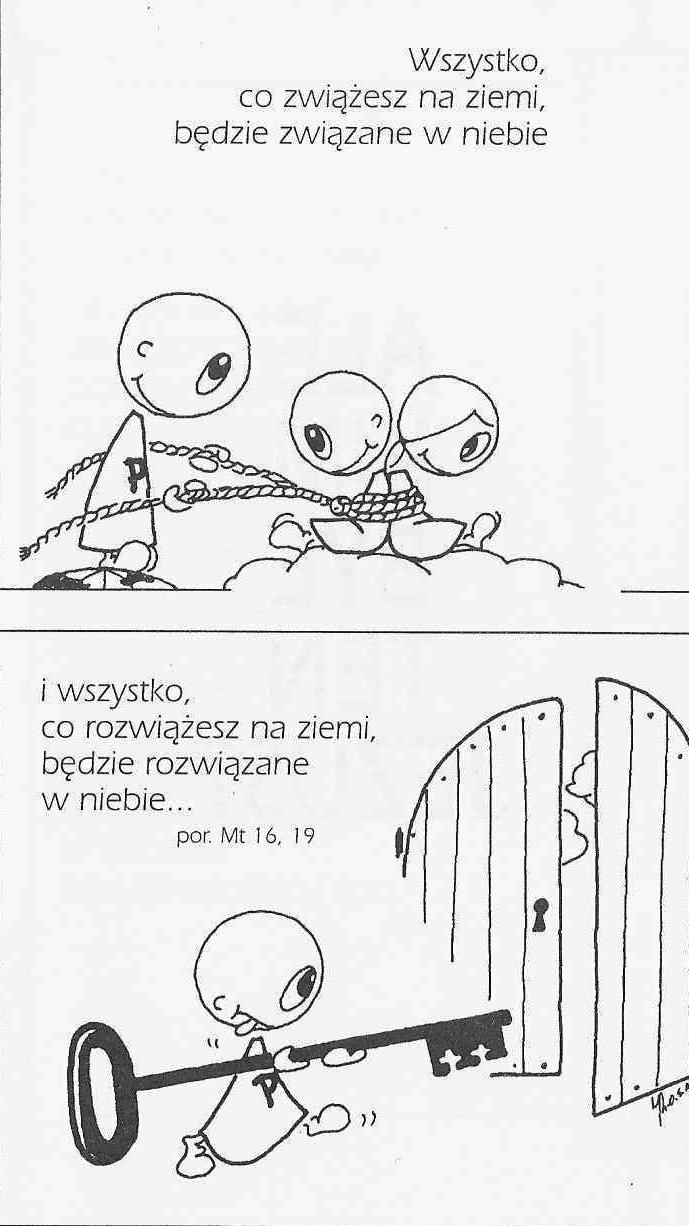 Wszystko,
co zwiążesz na ziemi,
będzie związane w niebie
P
i wszystko,
co rozwiążesz na ziemi,
będzie rozwiązane
w niebie...
por. Mt 16, 19
P